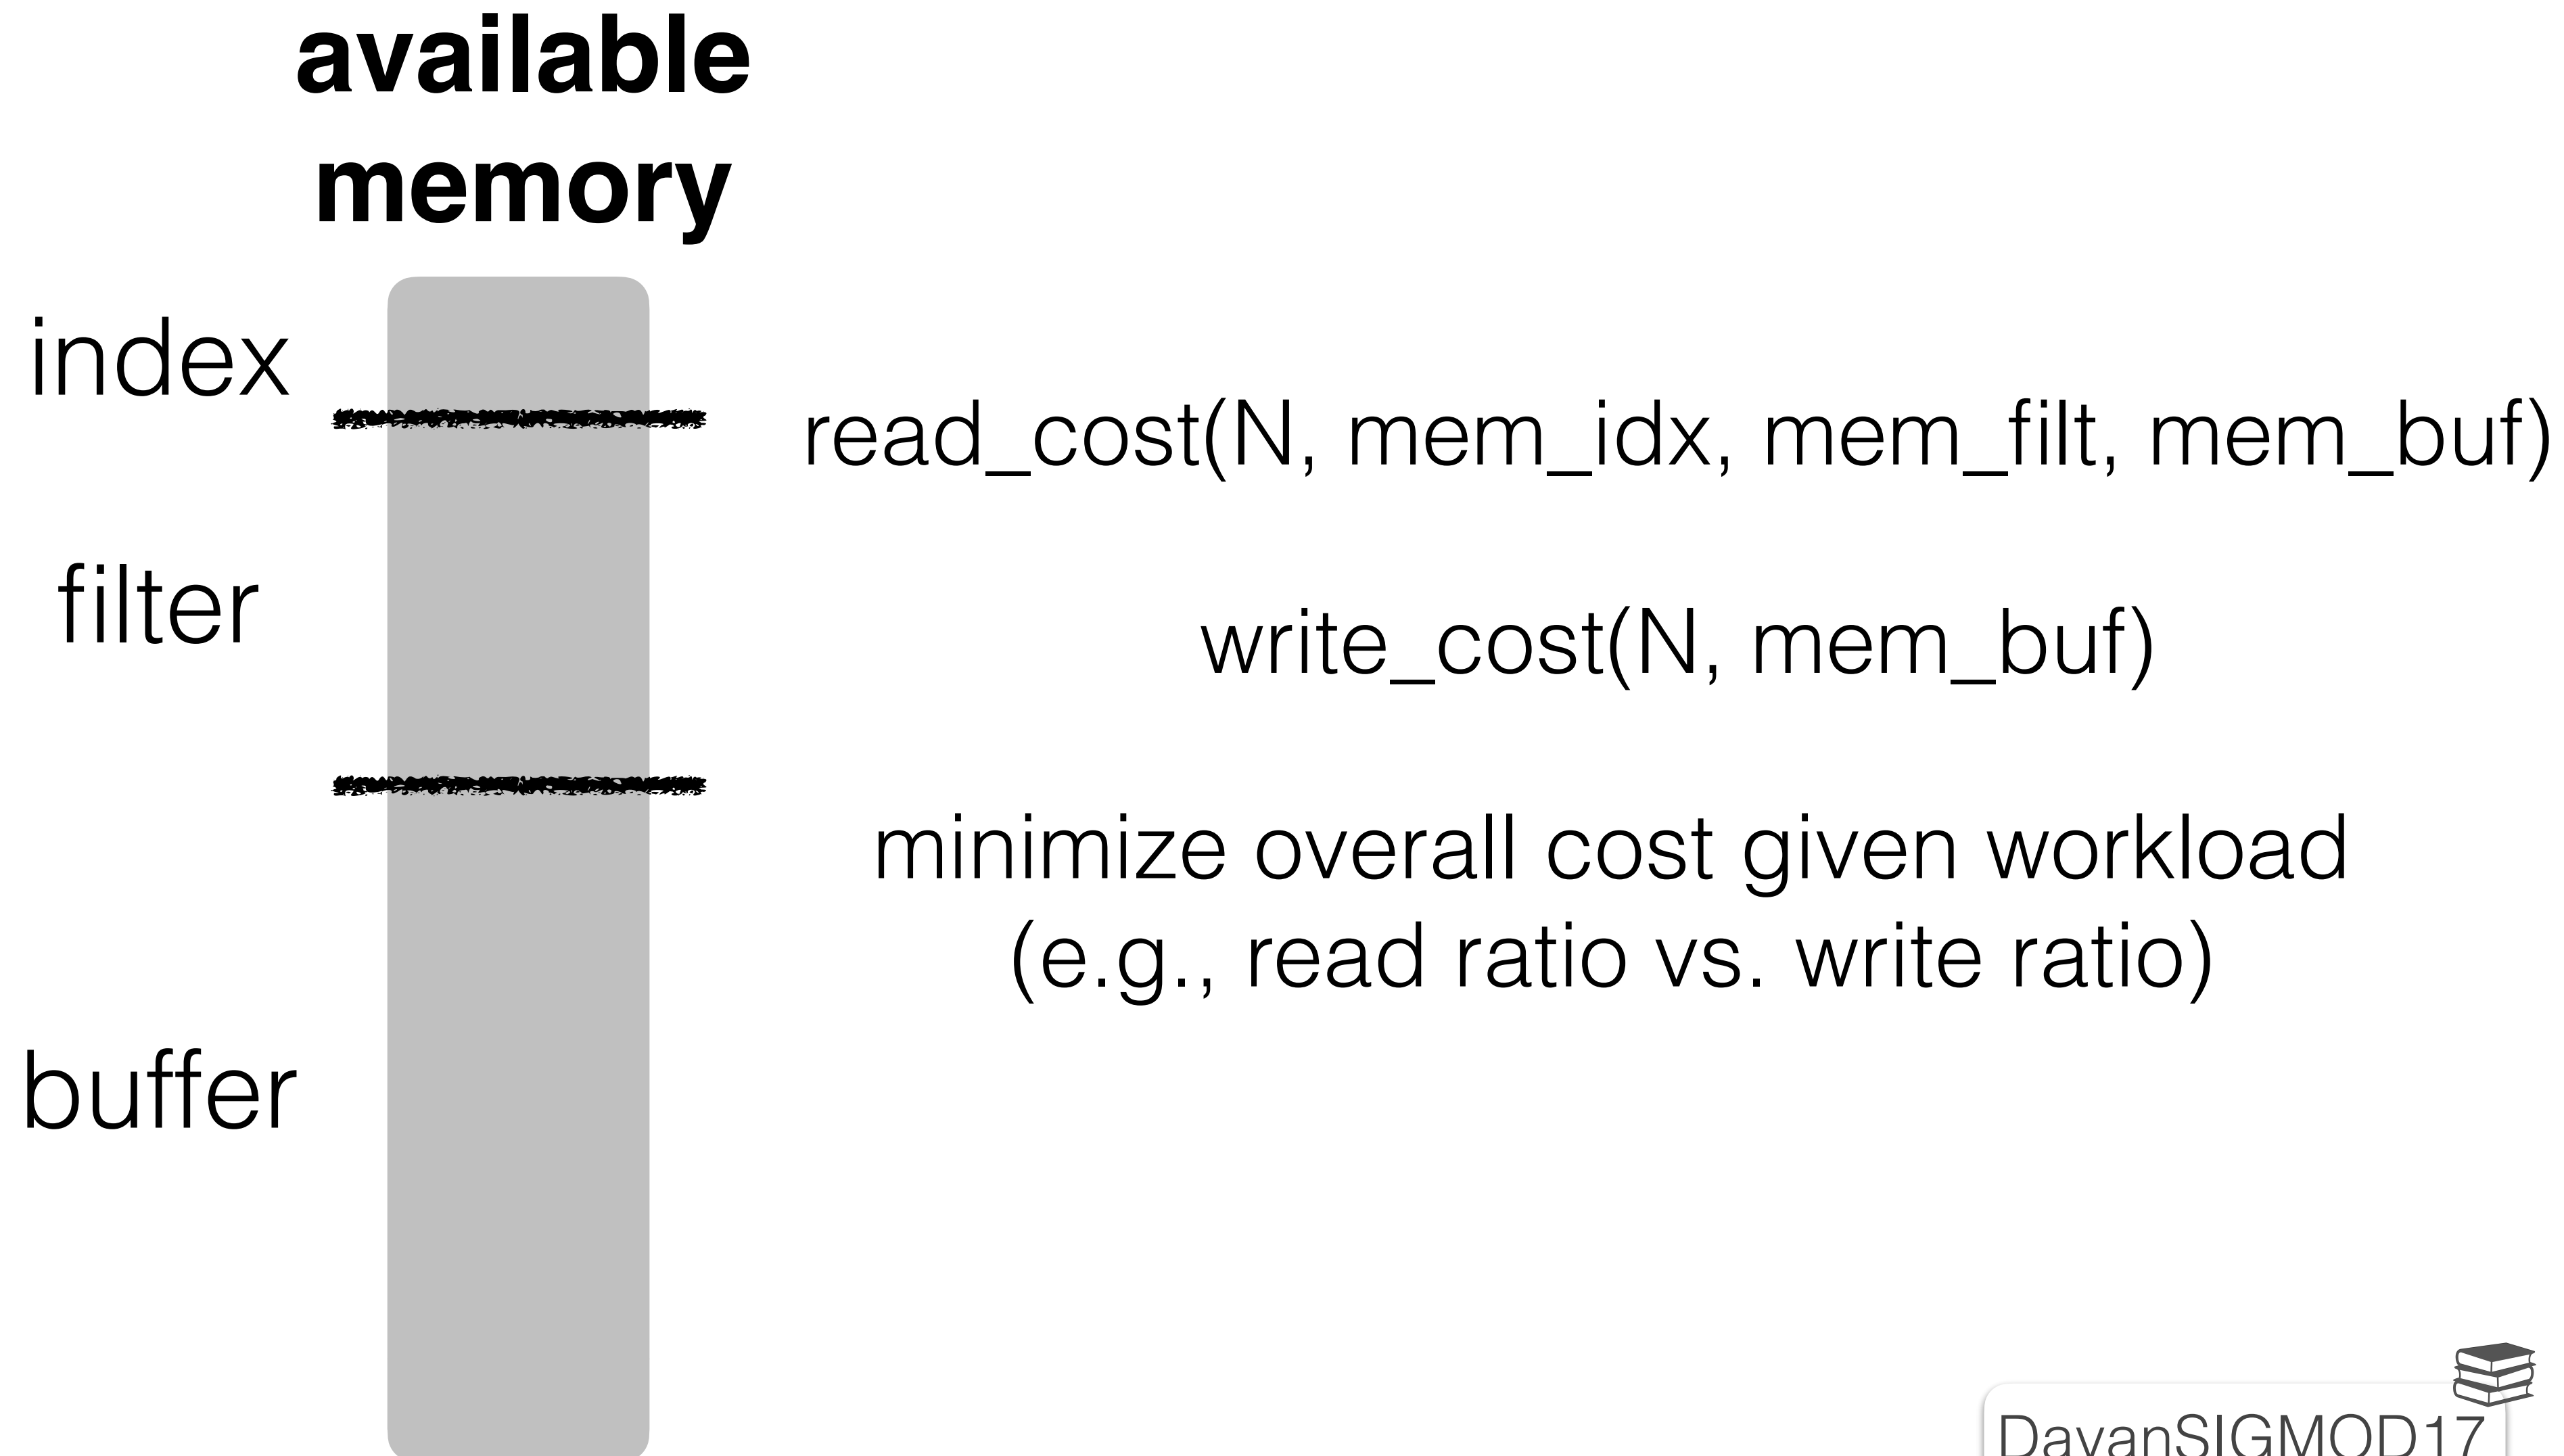 available
memory
index
read_cost(N, mem_idx, mem_filt, mem_buf)
filter
write_cost(N, mem_buf)
minimize overall cost given workload
(e.g., read ratio vs. write ratio)
buffer
DayanSIGMOD17